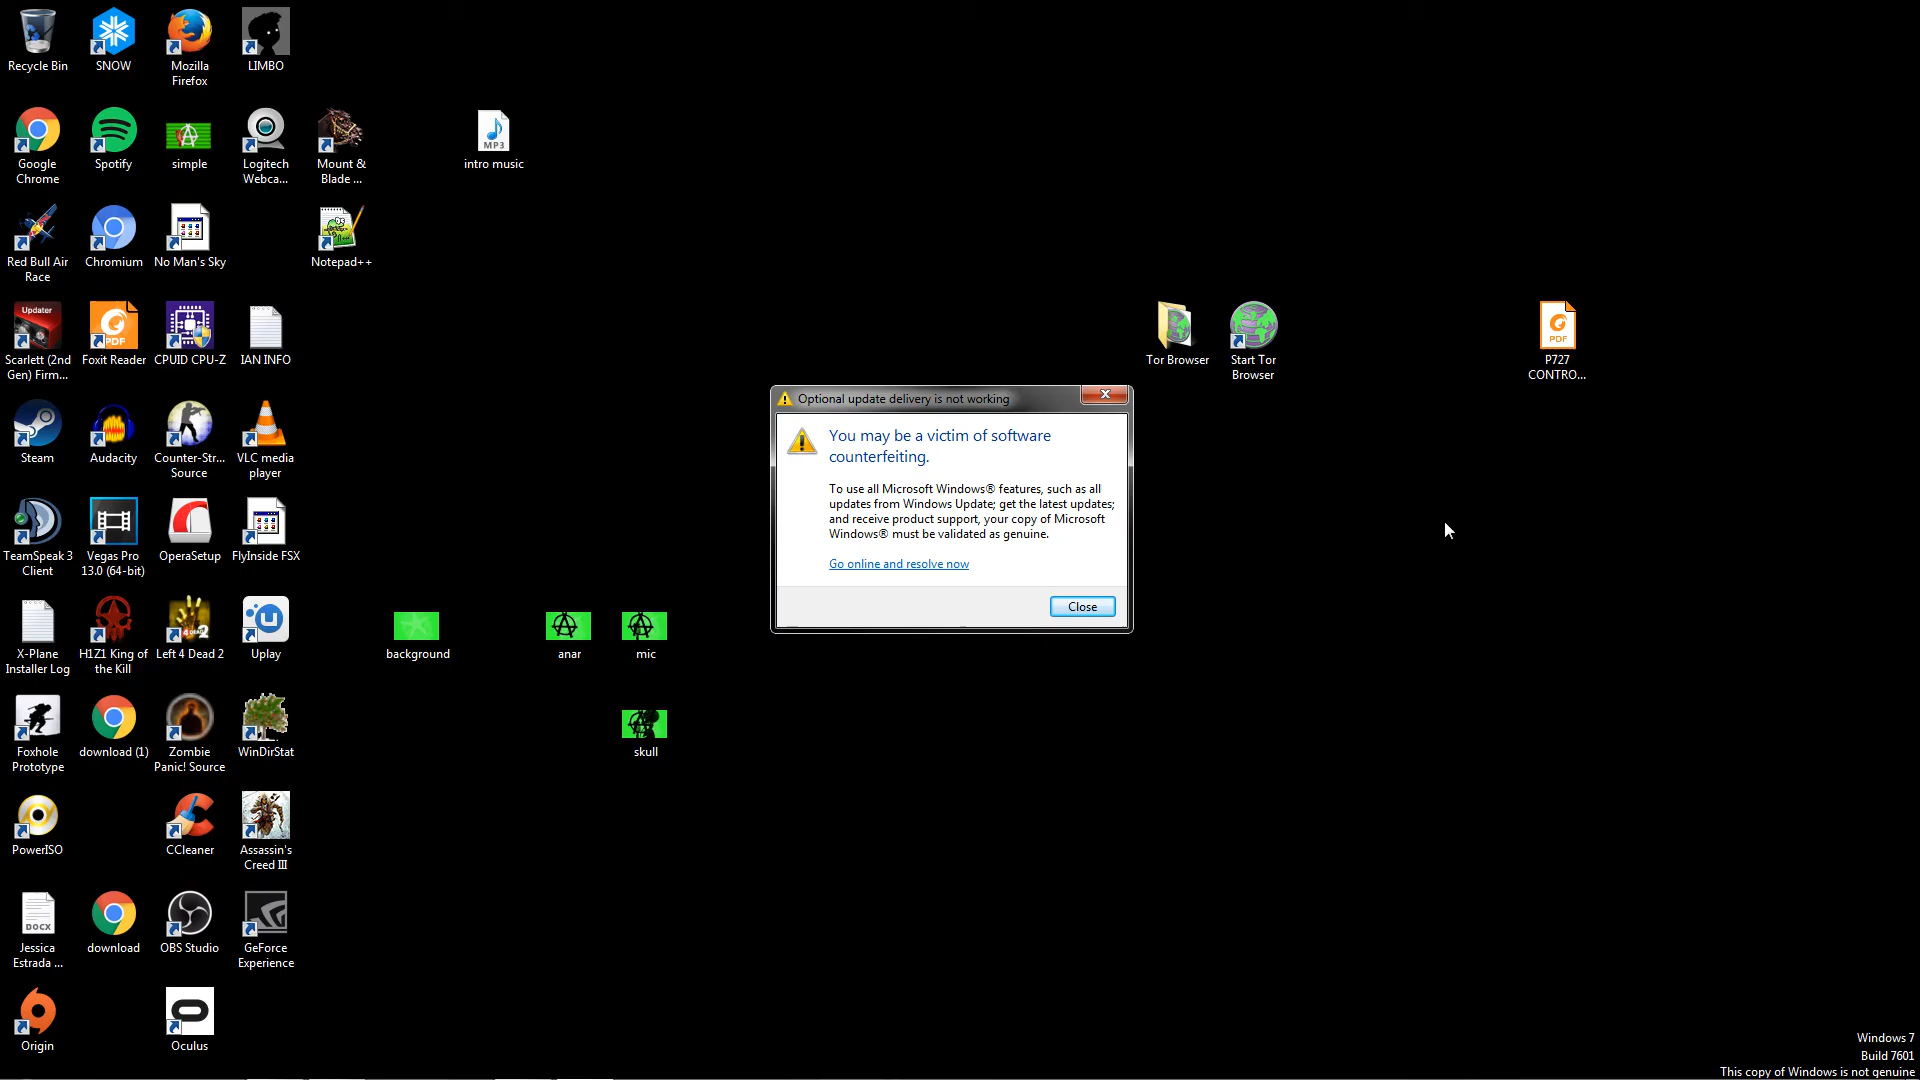 Recycle Bin
SNOW
Mozilla
Firefox
LIMBO
Google
Chrome
Spotify
simple
Logitech
Webca...
Mount &
Blade ...
MP3
intro music
Red Bull Air
Race
Chromium
No Man's Sky
Notepad++
Updater
Scarlett (2nd
Gen) Firm...
PDF
Foxit Reader
CPUID CPU-Z
IAN INFO
Tor Browser
Start Tor
Browser
PDF
P727
CONTRO...
Steam
Audacity
Counter-Str...
Source
VLC media
player
Optional update delivery is not working
You may be a victim of software
counterfeiting.
To use all Microsoft Windows® features, such as all
updates from Windows Update; get the latest updates;
and receive product support, your copy of Microsoft
Windows® must be validated as genuine.
Go online and resolve now
Close
TeamSpeak 3
Client
Vegas Pro
13.0 (64-bit)
OperaSetup
FlyInside FSX
X-Plane
Installer Log
H1Z1 King of
the Kill
Left 4 Dead 2
Uplay
background
anar
mic
Foxhole
Prototype
download (1)
Zombie
Panic! Source
WinDirStat
skull
PowerISO
CCleaner
Assassin's
Creed III
DOCX
Jessica
Estrada ...
download
OBS Studio
GeForce
Experience
Origin
Oculus
Windows 7
Build 7601
This copy of Windows is not genuine